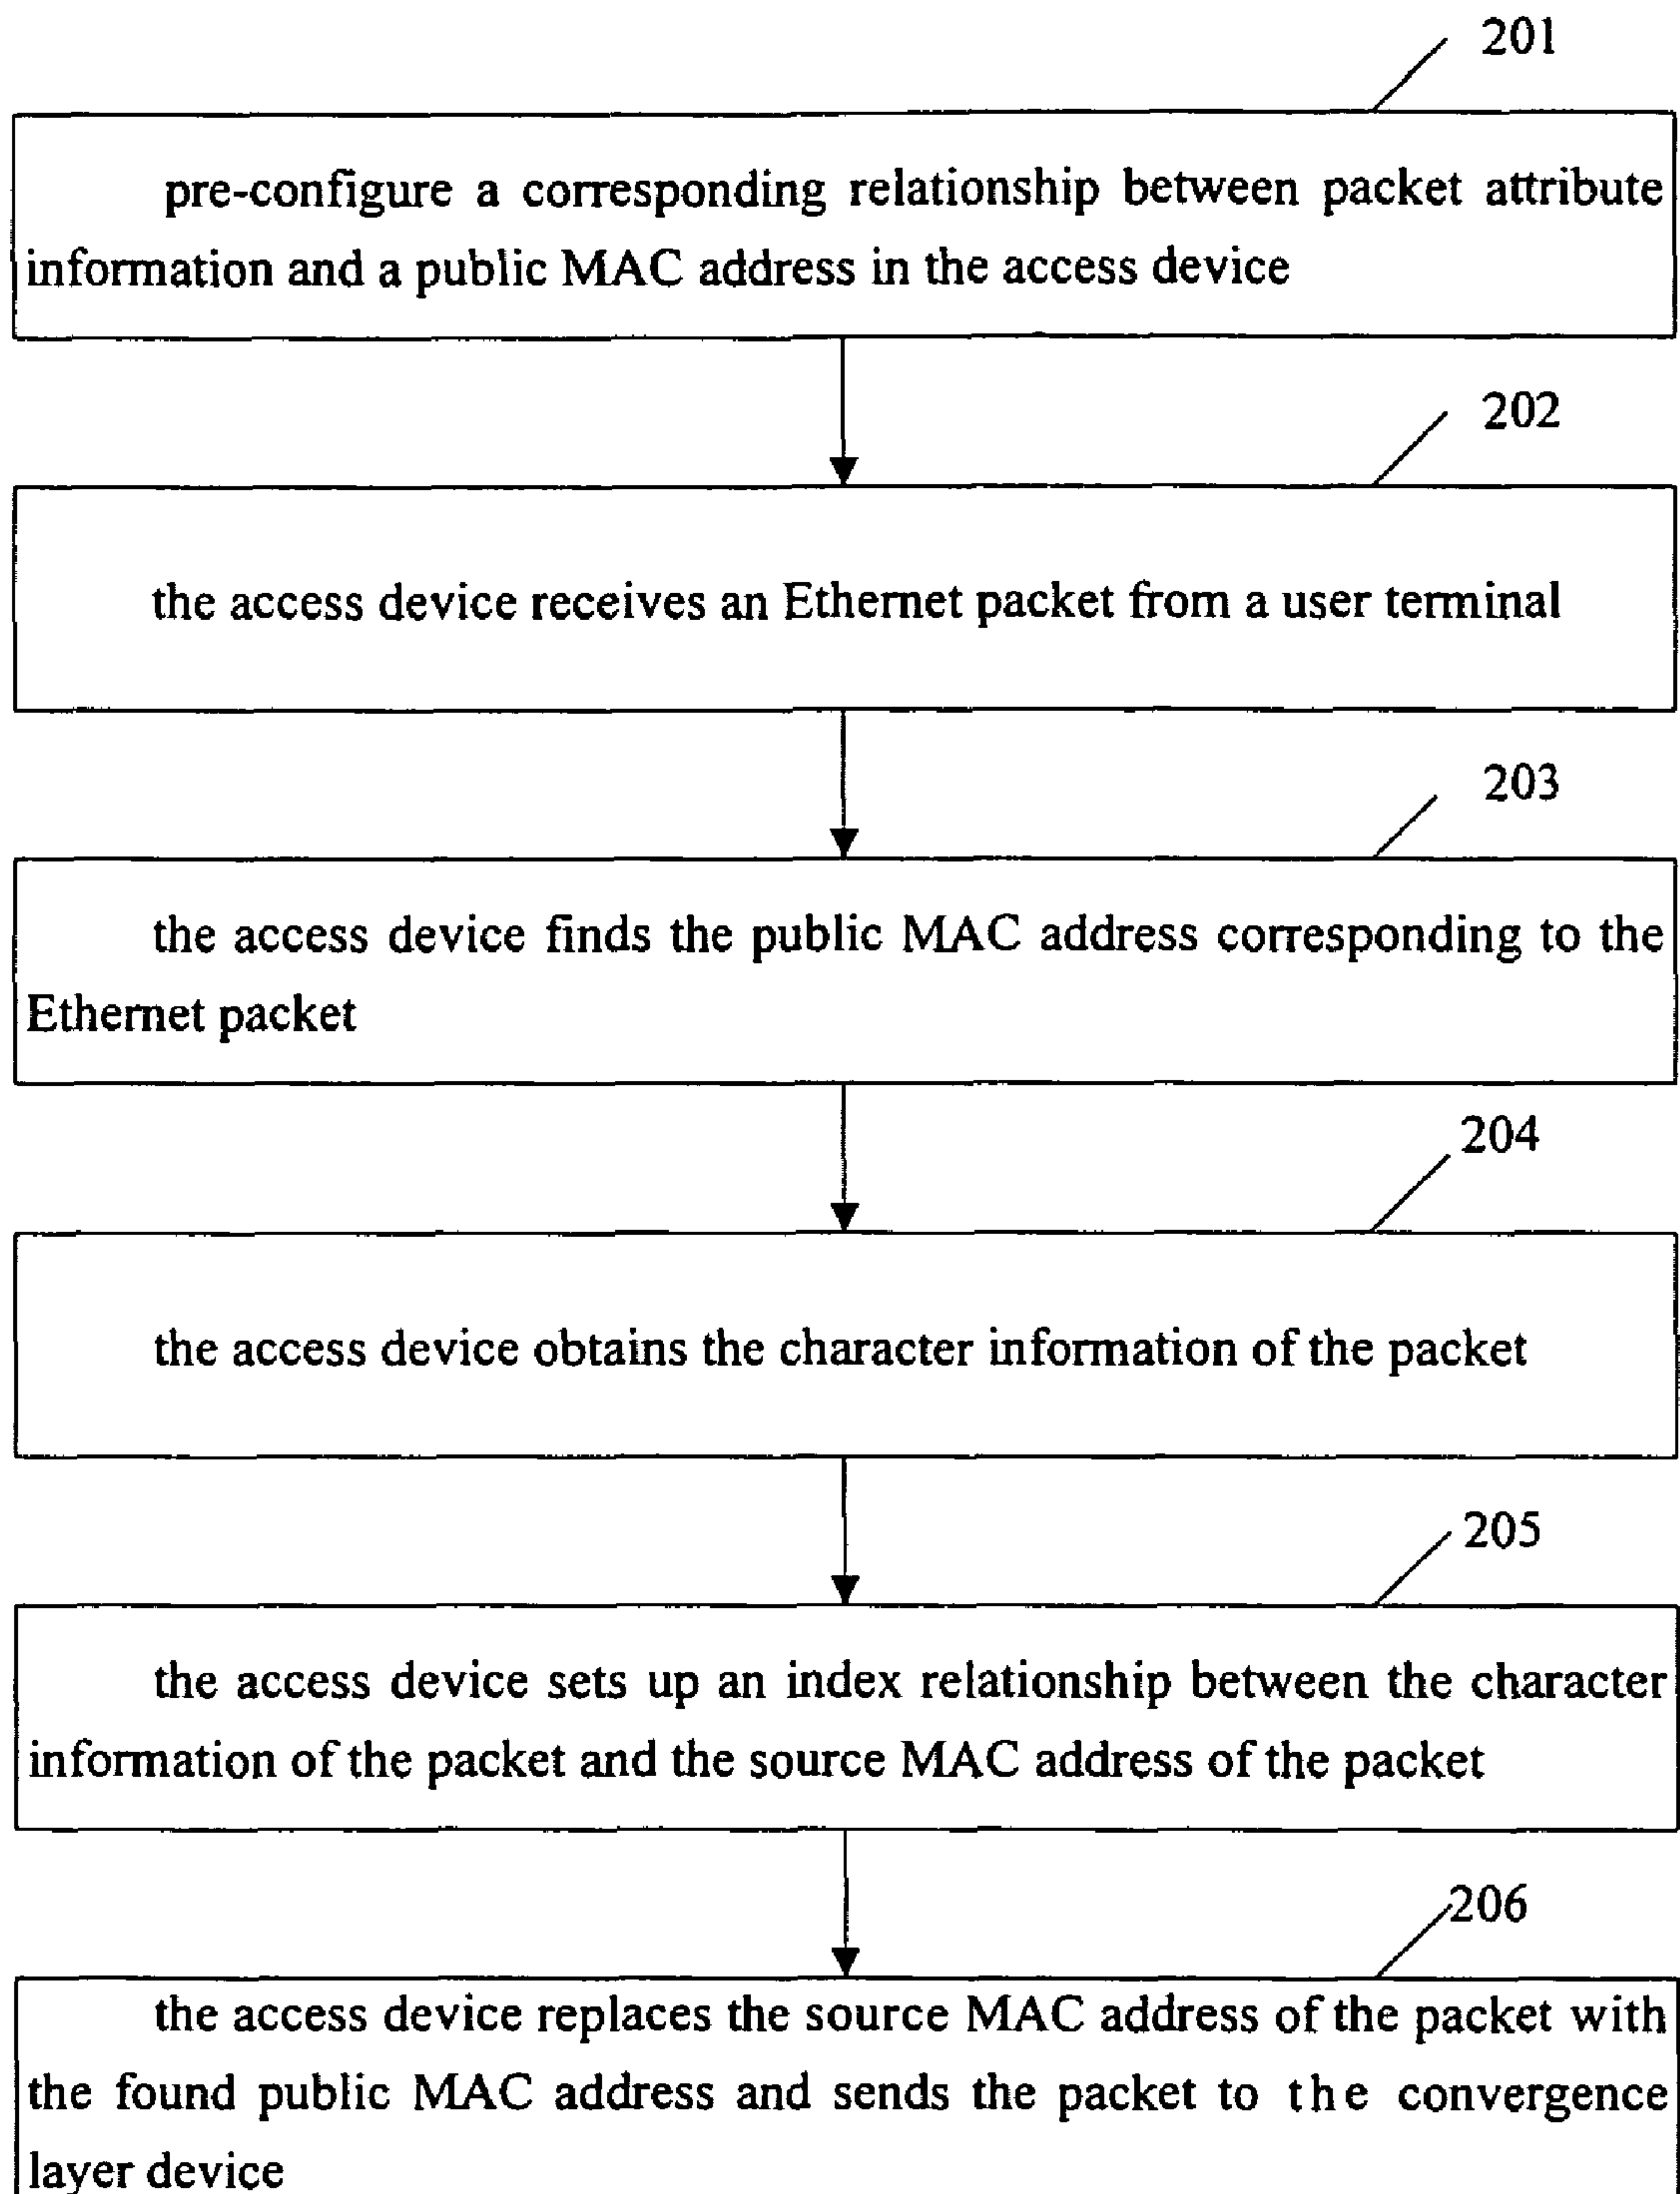 201
pre-configure a corresponding relationship between packet attribute
information and a public MAC address in the access device
202
the access device receives an Ethernet packet from a user terminal
203
the access device finds the public MAC address corresponding to the
Ethernet packet
204
the access device obtains the character information of the packet
205
the access device sets up an index relationship between the character
information of the packet and the source MAC address of the packet
206
the access device replaces the source MAC address of the packet with
the found public MAC address and sends the packet to the convergence
layer device